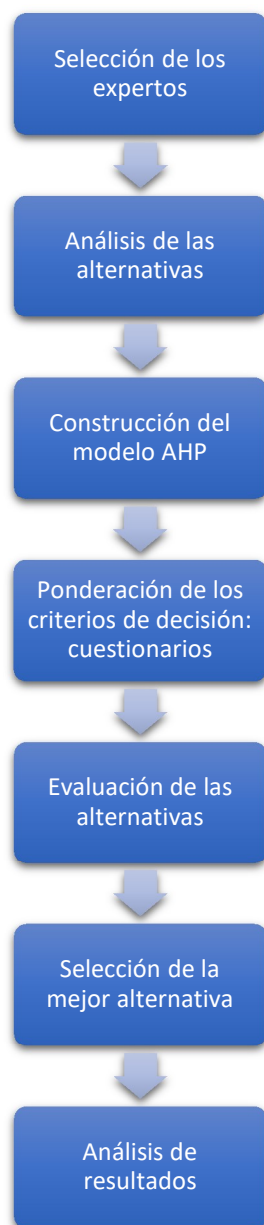 Selección de los
expertos
Análisis de las
alternativas
Construcción del
modelo AHP
Ponderación de los
criterios de decisión:
cuestionarios
Evaluación de las
alternativas
Selección de la
mejor alternativa
Análisis de
resultados